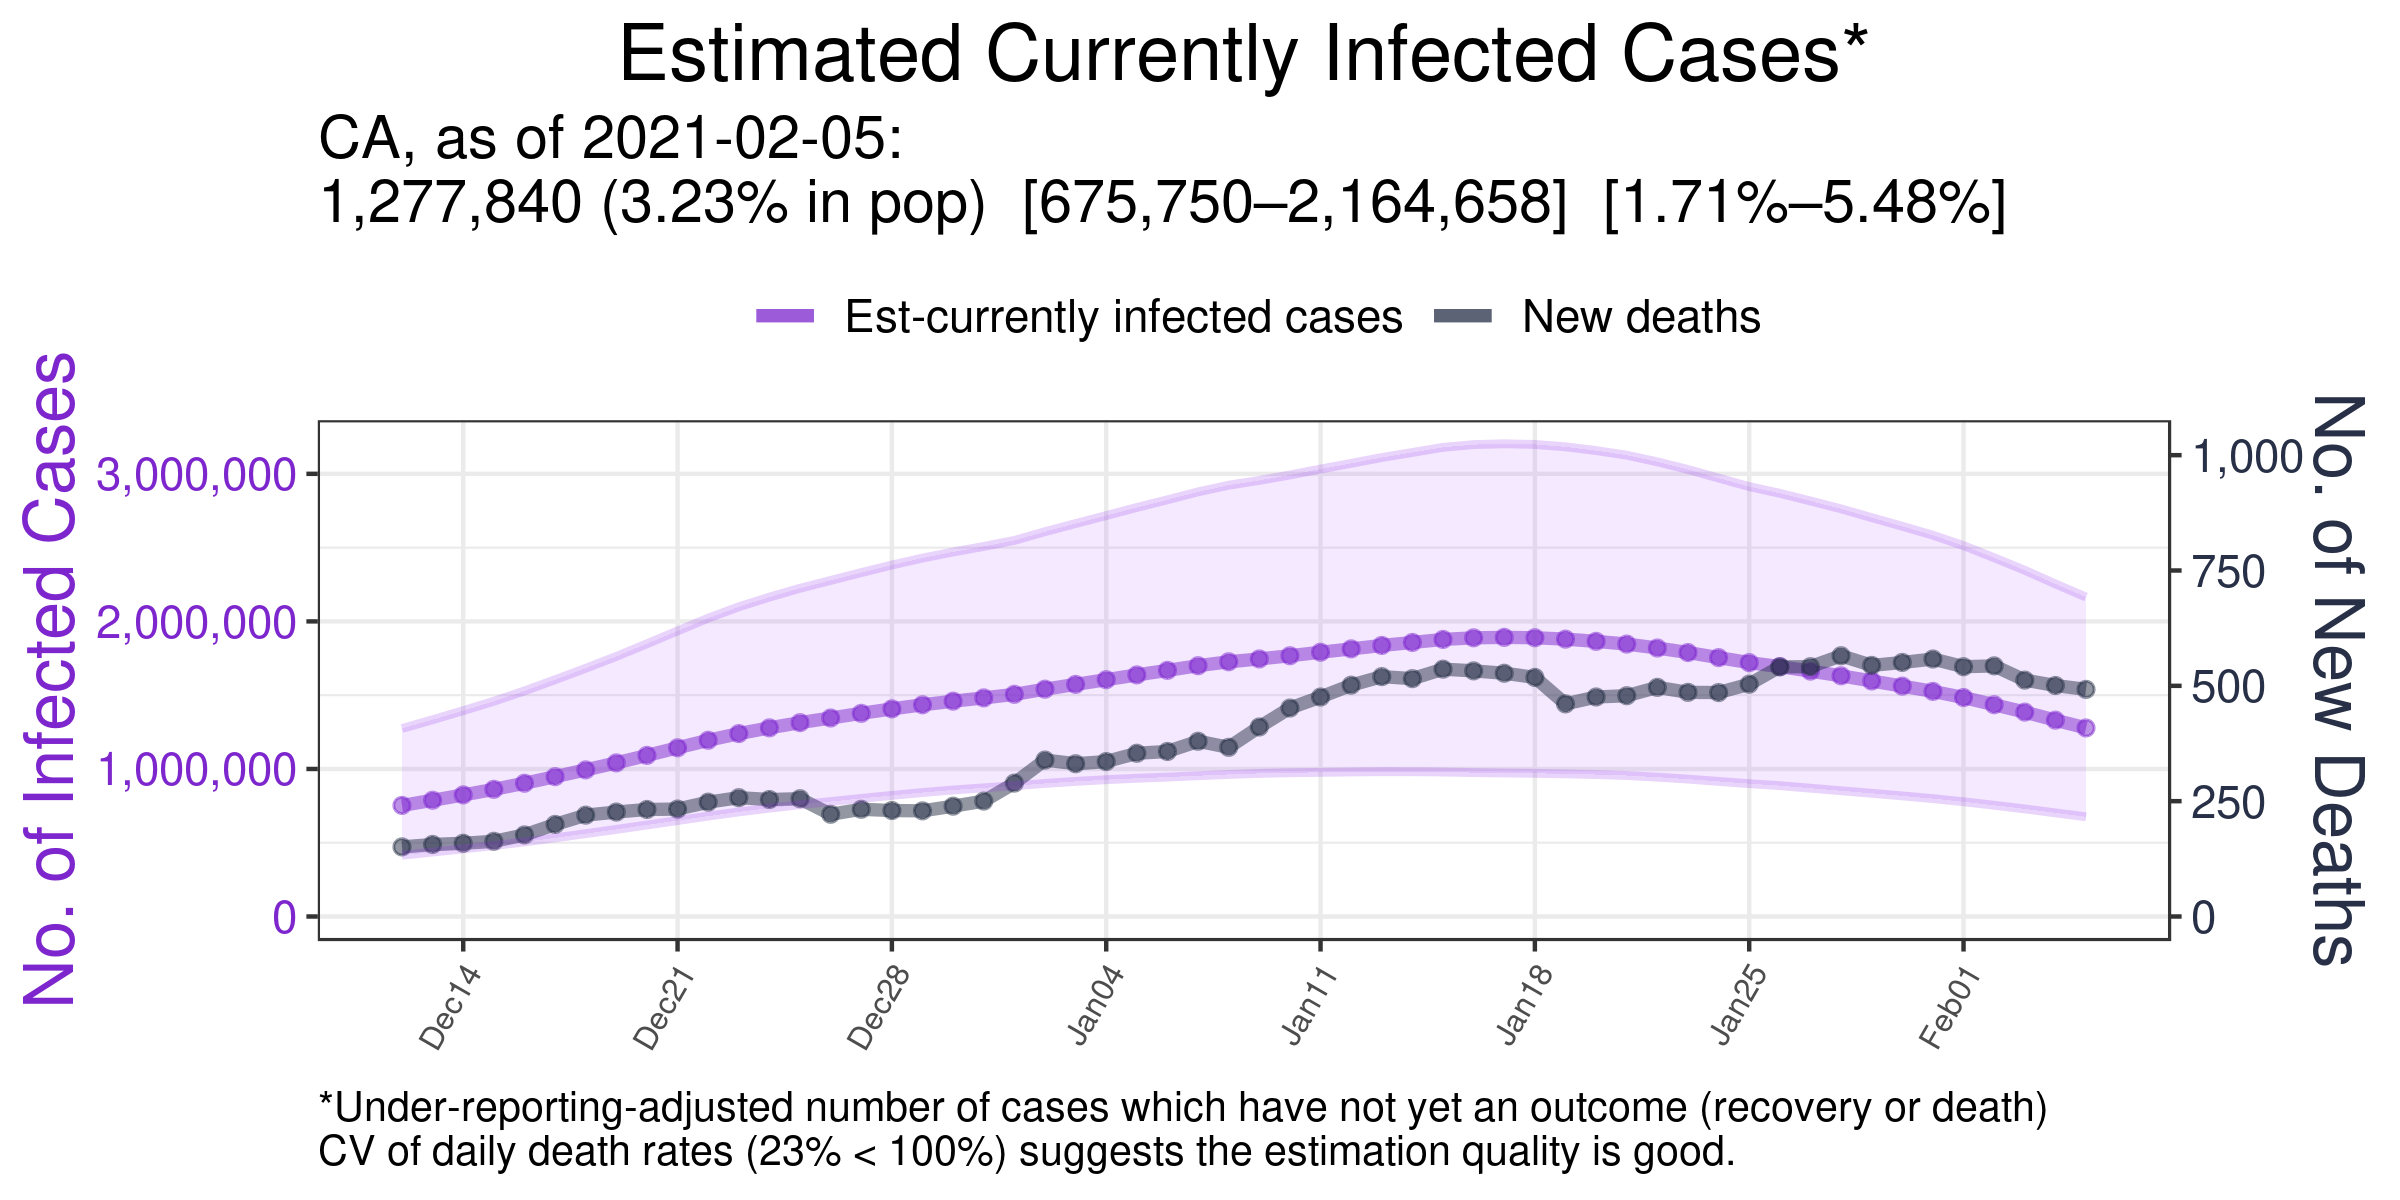 Estimated Currently Infected Cases*
CA, as of 2021-02-05:
1,277,840 (3.23% in pop)  [675,750–2,164,658]  [1.71%–5.48%]
Est-currently infected cases
New deaths
No. of Infected Cases
3,000,000
2,000,000
1,000,000
0
No. of New Deaths
1,000
750
500
250
0
Dec14
Dec21
Dec28
Jan04
Jan11
Jan18
Jan25
Feb01
*Under-reporting-adjusted number of cases which have not yet an outcome (recovery or death)
CV of daily death rates (23% < 100%) suggests the estimation quality is good.